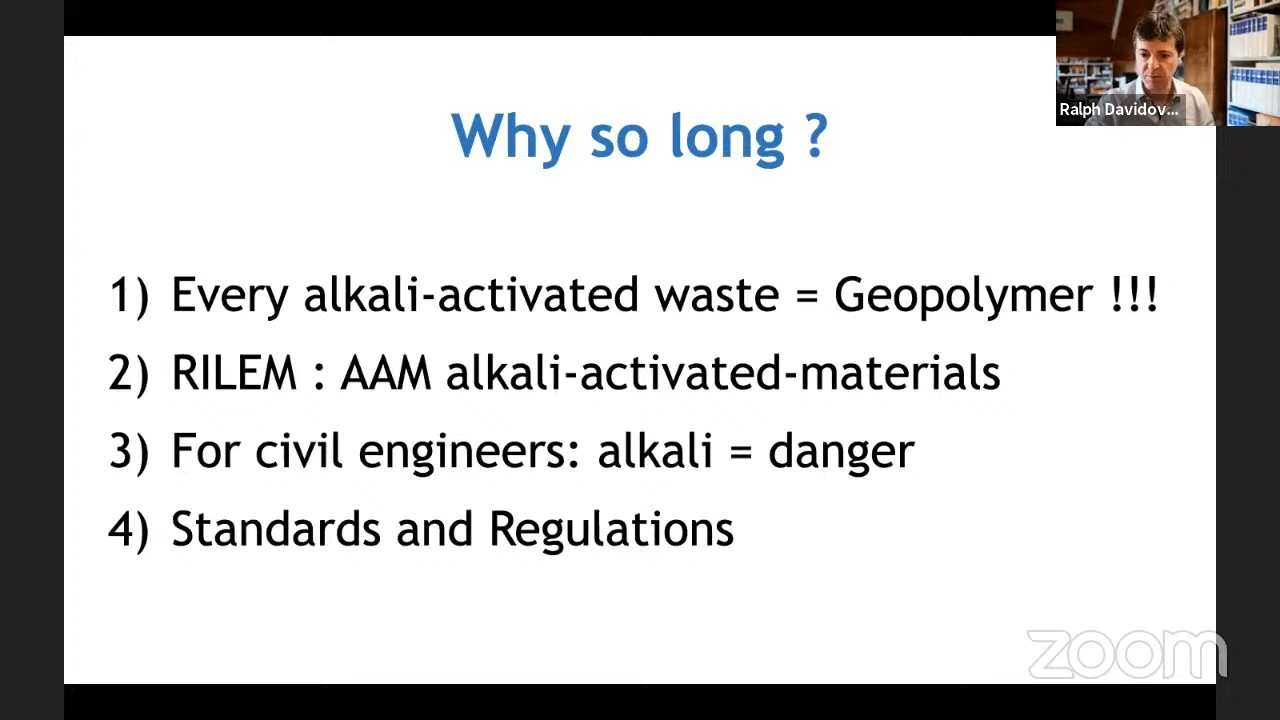 Ralph Davidov...
Why so long ?
1) Every alkali-activated waste = Geopolymer !!!
2) RILEM : AAM alkali-activated-materials
3) For civil engineers: alkali = danger
4) Standards and Regulations
zoom